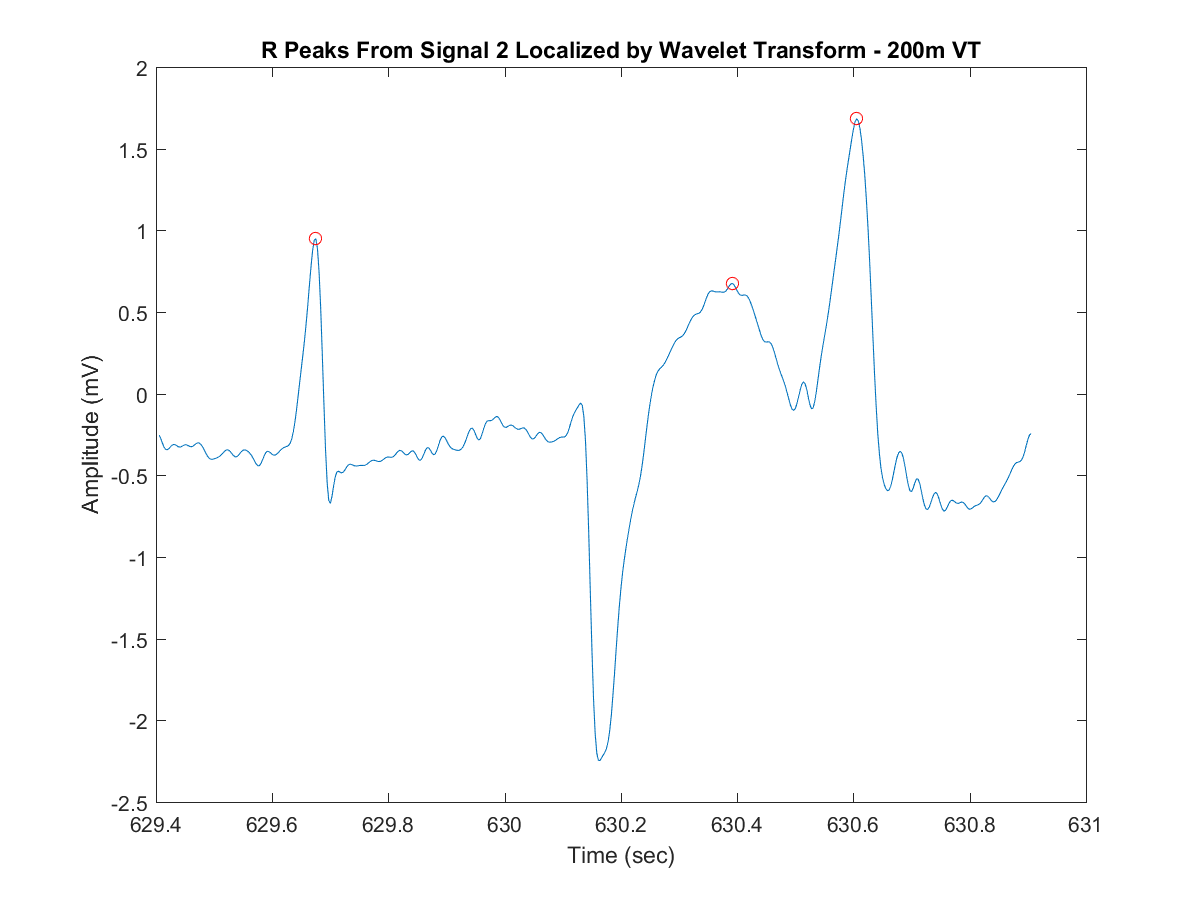 R Peaks From Signal 2 Localized by Wavelet Transform - 200m VT
2
1.5
1
0.5
0
-0.5
-1
-1.5
-2
-2.5
Amplitude (mV)
629.4 629.6 629.8 630 630.2 630.4 630.6 630.8 631
Time (sec)